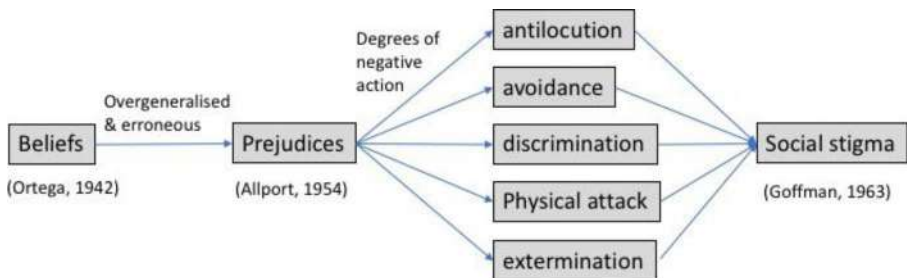 Beliefs
(Ortega, 1942)
Overgeneralised
& erroneous
Prejudices
(Allport, 1954)
Degrees of
negative
action
antilocution
avoidance
discrimination
Physical attack
extermination
Social stigma
(Goffman, 1963)